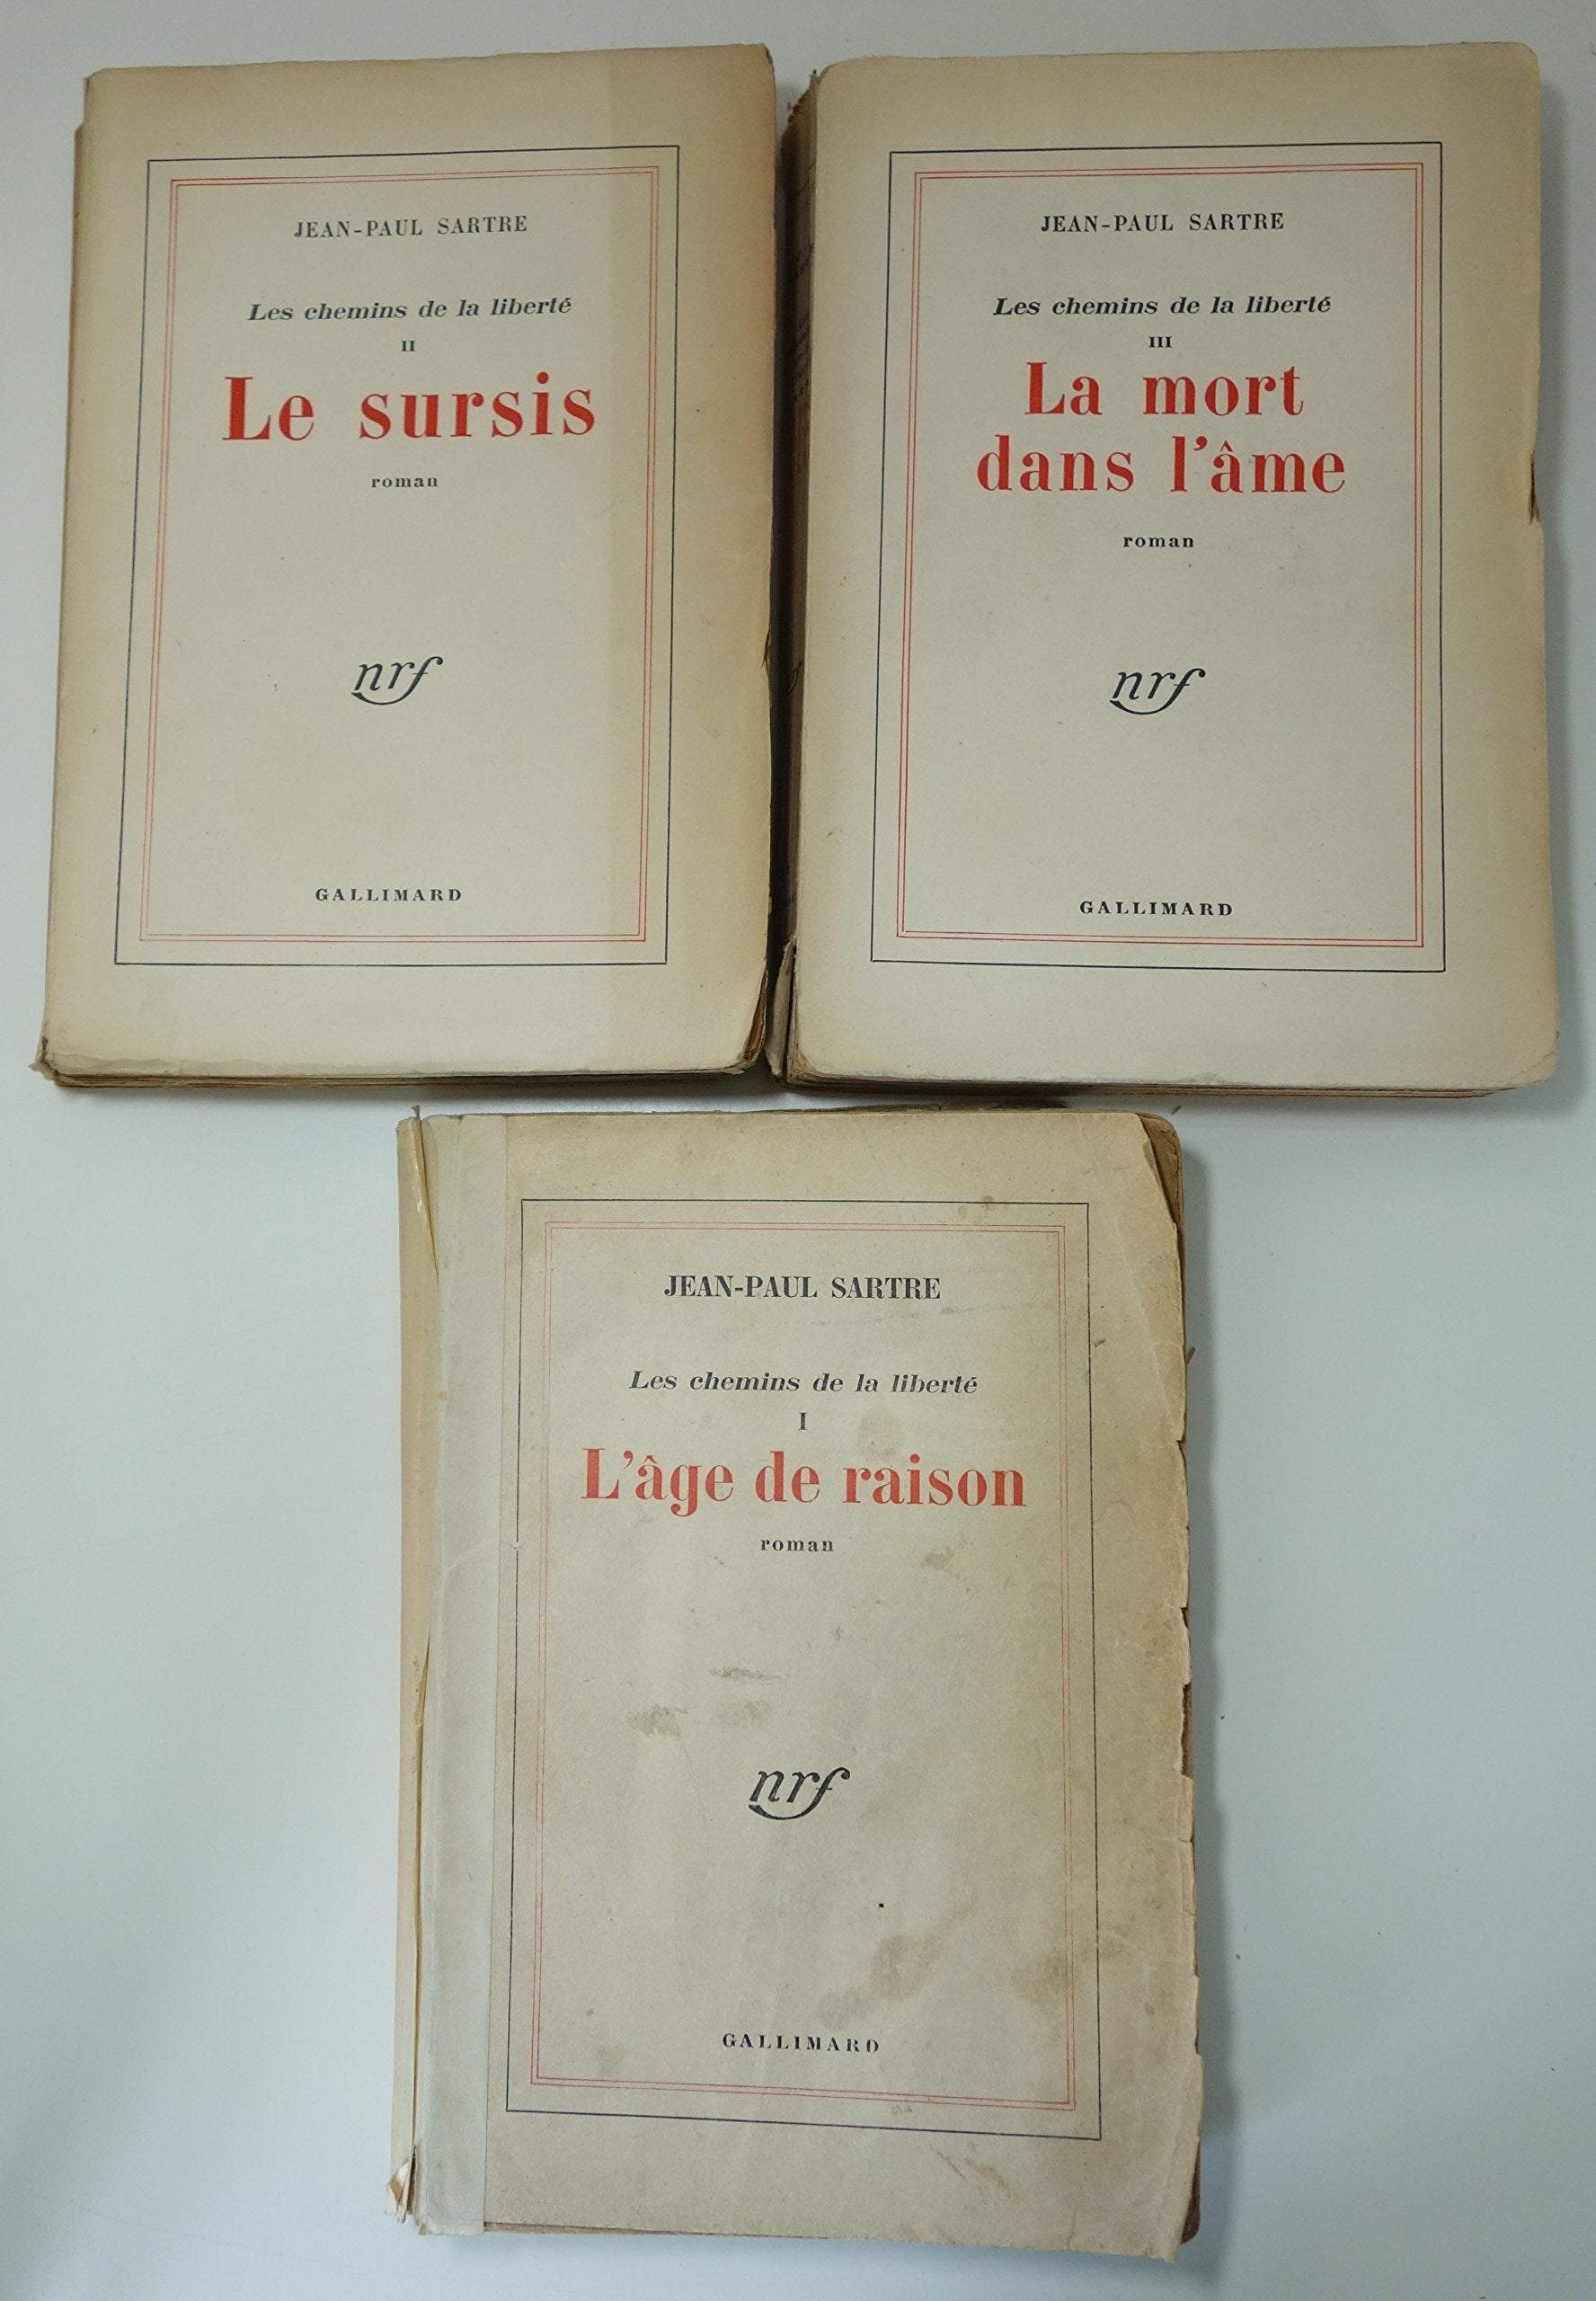 JEAN-PAUL SARTRE
Les chemins de la liberté
II
Le sursis
roman
nrf
GALLIMARD
JEAN-PAUL SARTRE
Les chemins de la liberté
III
La mort
dans l'âme
roman
nrf
GALLIMARD
JEAN-PAUL SARTRE
Les chemins de la liberté
I
L'âge de raison
roman
nrf
GALLIMARD